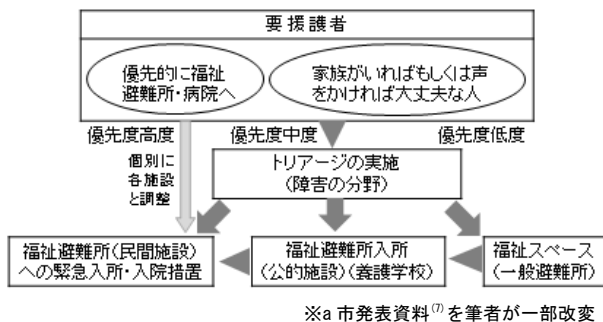 要援護者
優先的に福祉
避難所・病院へ
家族がいればもしくは声
をかければ大丈夫な人
優先度高度
優先度中度
優先度低度
個別に
各施設
と調整
トリアージの実施
(障害の分野)
福祉避難所(民間施設)
への緊急入所・入院措置
福祉避難所入所
(公的施設)(養護学校)
福祉スペース
(一般避難所)
※a 市発表資料⁽⁷⁾を筆者が一部改変